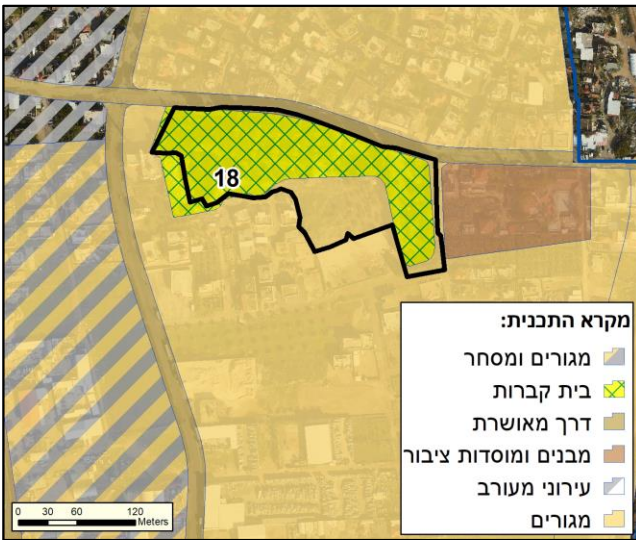 18
מקרא התכנית:
מגורים ומסחר
בית קברות
דרך מאושרת
מבנים ומוסדות ציבור
עירוני מעורב
מגורים
0 30 60 120
Meters